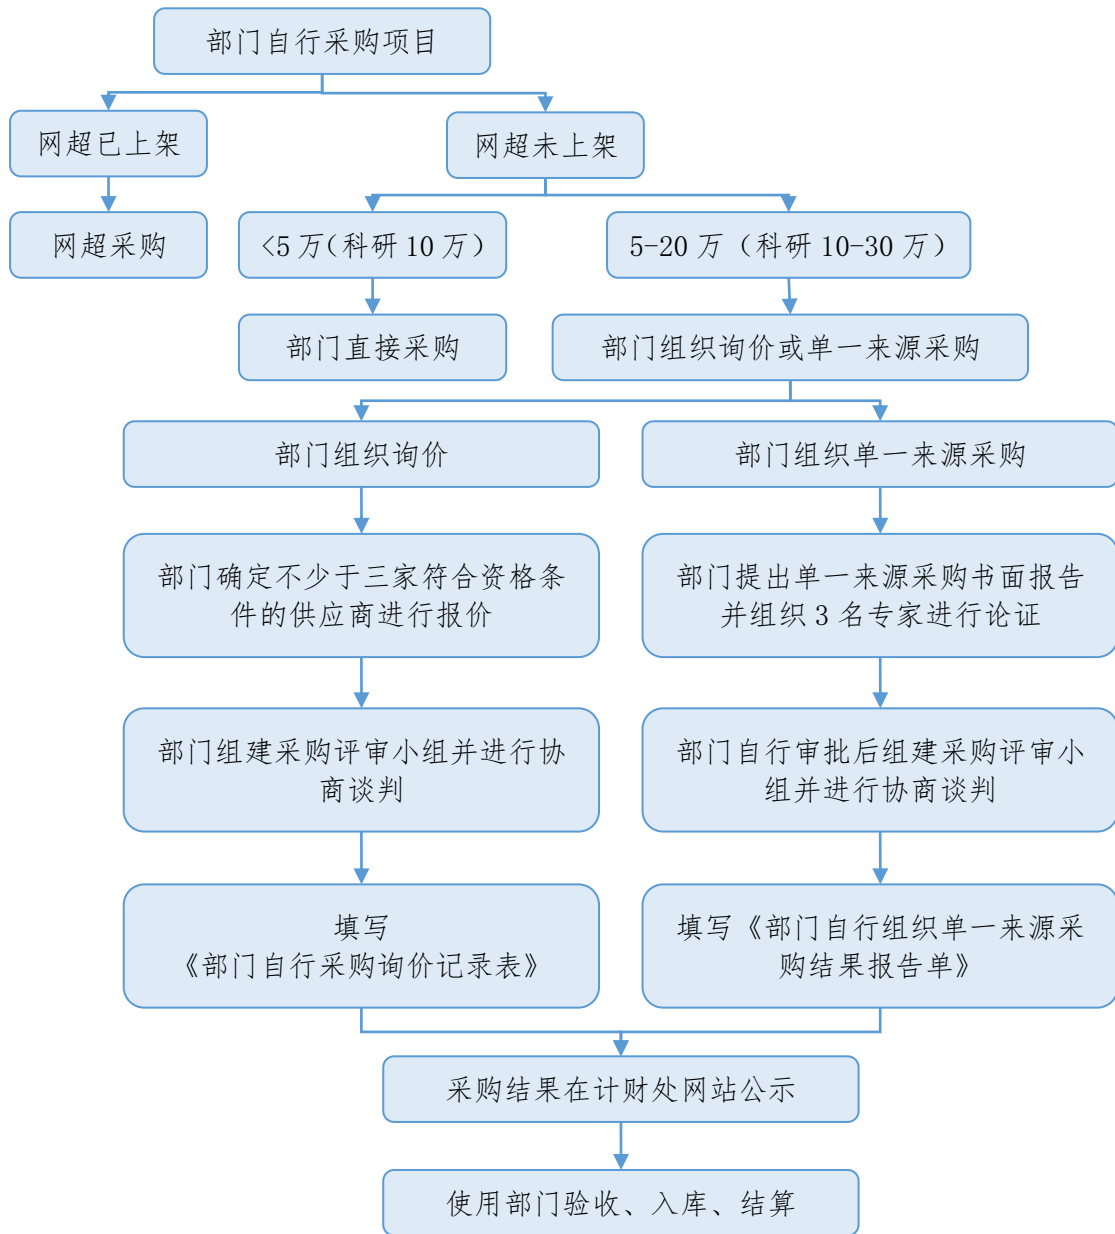 部门自行采购项目
网超已上架
网超未上架
网超采购
<5万（科研10万）
5-20万（科研10-30万）
部门直接采购
部门组织询价或单一来源采购
部门组织询价
部门组织单一来源采购
部门确定不少于三家符合资格条
件的供应商进行报价
部门提出单一来源采购书面报告
并组织3名专家进行论证
部门组建采购评审小组并进行协
商谈判
部门自行审批后组建采购评审小
组并进行协商谈判
填写
《部门自行采购询价记录表》
填写《部门自行组织单一来源采
购结果报告单》
采购结果在计财处网站公示
使用部门验收、入库、结算